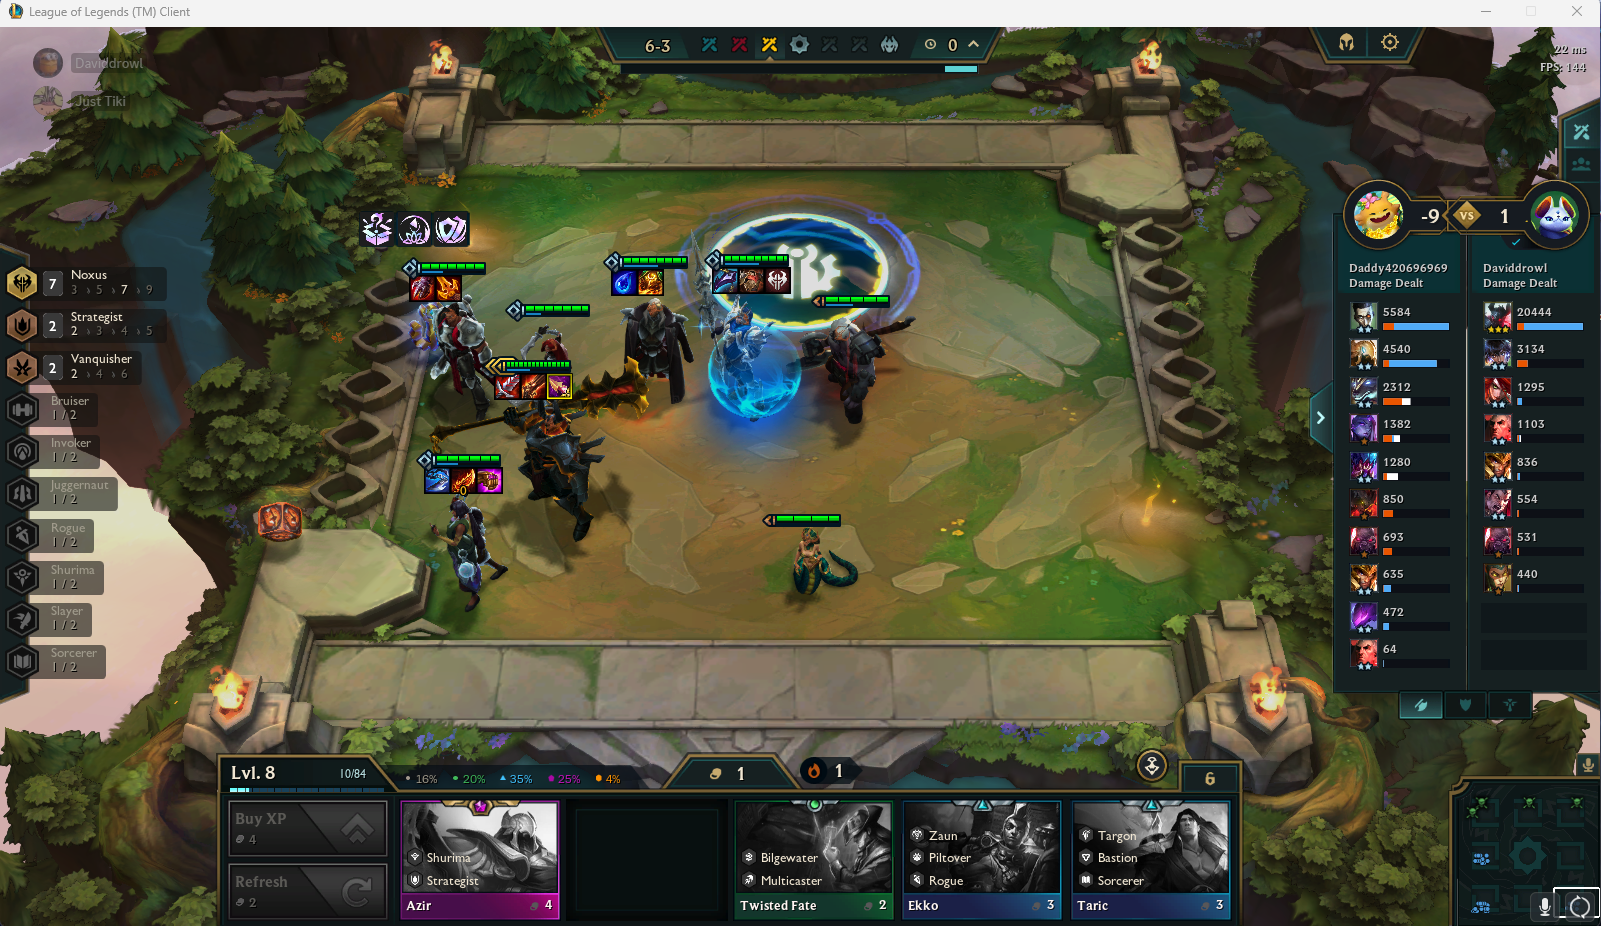 League of Legends (TM) Client
Daviddrowl
Just Tiki
6-3
0
22 ms
FPS: 144
7
Noxus
3 > 5 > 7 > 9
2
Strategist
2 > 3 > 4 > 5
2
Vanquisher
2 > 4 > 6
Bruiser
1 / 2
Invoker
1 / 2
Juggernaut
1 / 2
Rogue
1 / 2
Shurima
1 / 2
Slayer
1 / 2
Sorcerer
1 / 2
0
-9
VS
1
Daddy420696969
Damage Dealt
Daviddrowl
Damage Dealt
5584
20444
4540
3134
2312
1295
1382
1103
1280
836
850
554
693
531
635
440
472
64
Lvl. 8
10/84
16%
20%
35%
25%
4%
1
1
6
Buy XP
4
Refresh
2
Shurima
Strategist
Azir
4
Bilgewater
Multicaster
Twisted Fate
2
Zaun
Piltover
Rogue
Ekko
3
Targon
Bastion
Sorcerer
Taric
3